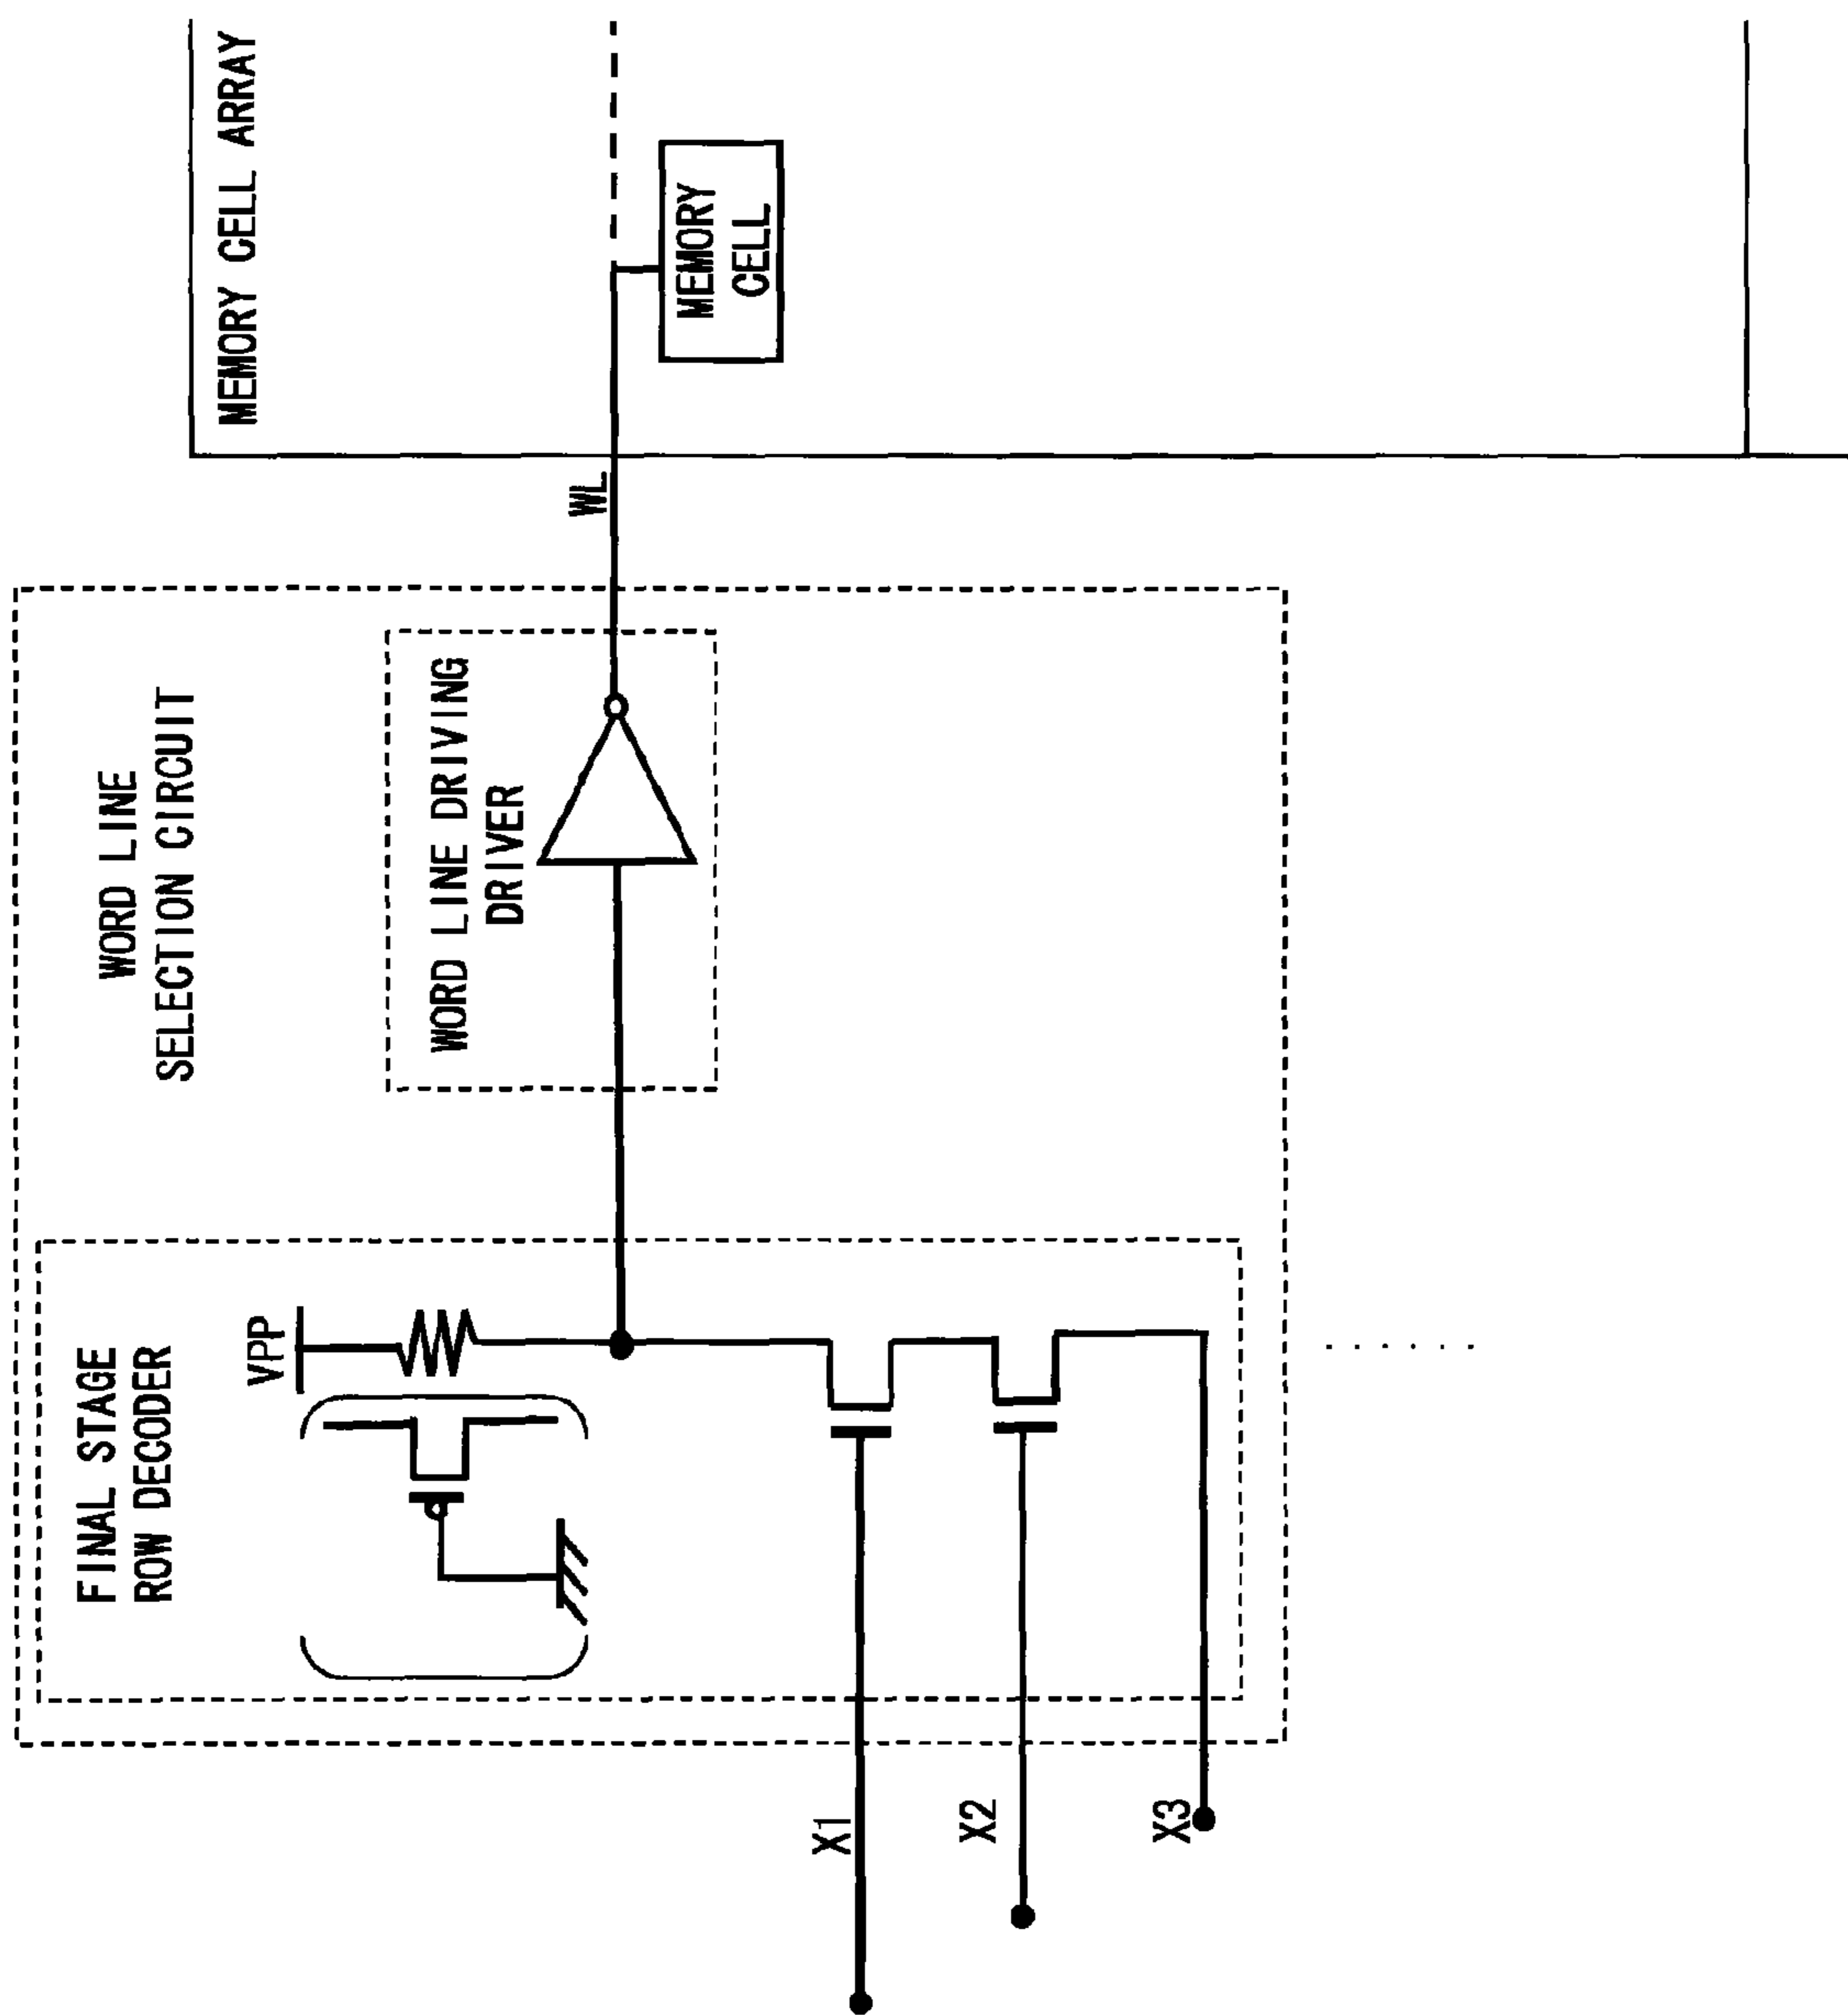 FINAL STAGE
ROW DECODER
VPP
X1
X2
X3
WORD LINE
SELECTION CIRCUIT
WORD LINE DRIVING
DRIVER
WL
MEMORY CELL ARRAY
MEMORY
CELL